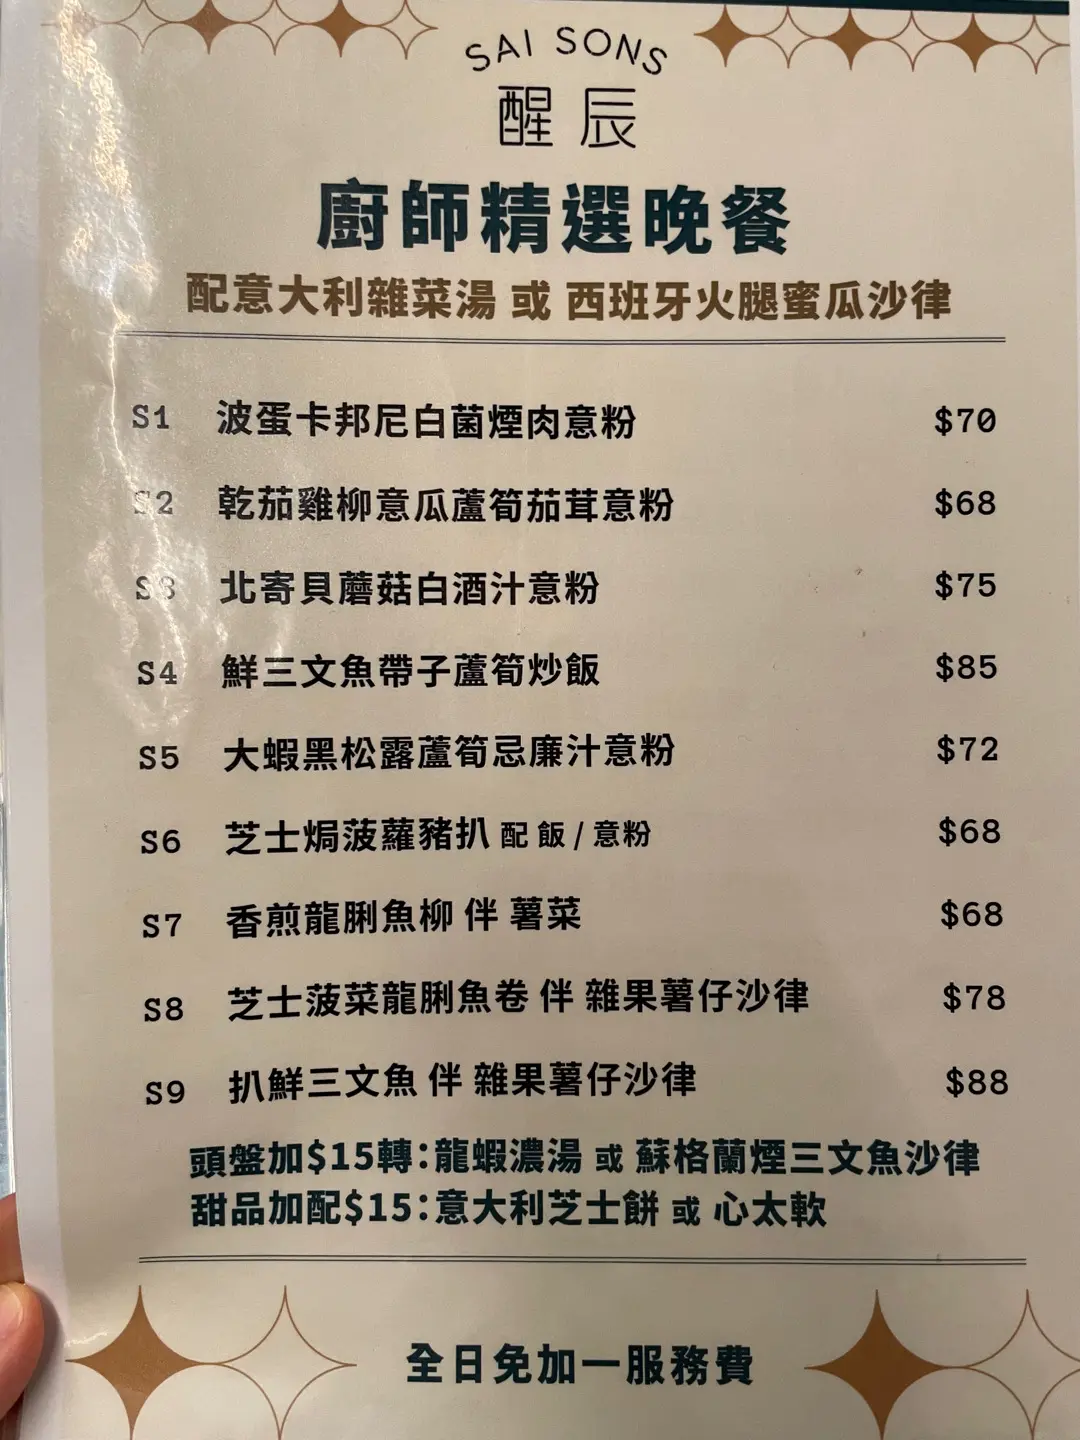 SAI SONS
醒辰
廚師精選晚餐
配意大利雜菜湯 或 西班牙火腿蜜瓜沙律
S1 波蛋卡邦尼白菌煙肉意粉 $70
S2 乾茄雞柳意瓜蘆筍茄茸意粉 $68
S3 北寄貝蘑菇白酒汁意粉 $75
S4 鮮三文魚帶子蘆筍炒飯 $85
S5 大蝦黑松露蘆筍忌廉汁意粉 $72
S6 芝士焗菠蘿豬扒 配 飯 / 意粉 $68
S7 香煎龍脷魚柳 伴 薯菜 $68
S8 芝士菠菜龍脷魚卷 伴 雜果薯仔沙律 $78
S9 扒鮮三文魚 伴 雜果薯仔沙律 $88
頭盤加$15轉：龍蝦濃湯 或 蘇格蘭煙三文魚沙律
甜品加配$15：意大利芝士餅 或 心太軟
全日免加一服務費